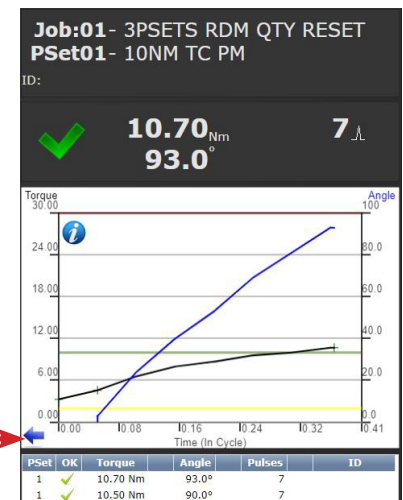 Job:01- 3PSETS RDM QTY RESET
PSet01- 10NM TC PM
ID:
10.70 Nm 7
93.0°
Torque Angle
30.00 100
i
24.00 80.0
18.00 60.0
12.00 40.0
6.00 20.0
0.00 0.0
0.00 0.08 0.16 0.24 0.32 0.41
Time (In Cycle)
PSet OK Torque Angle Pulses ID
1 10.70 Nm 93.0° 7
1 10.50 Nm 90.0° 7